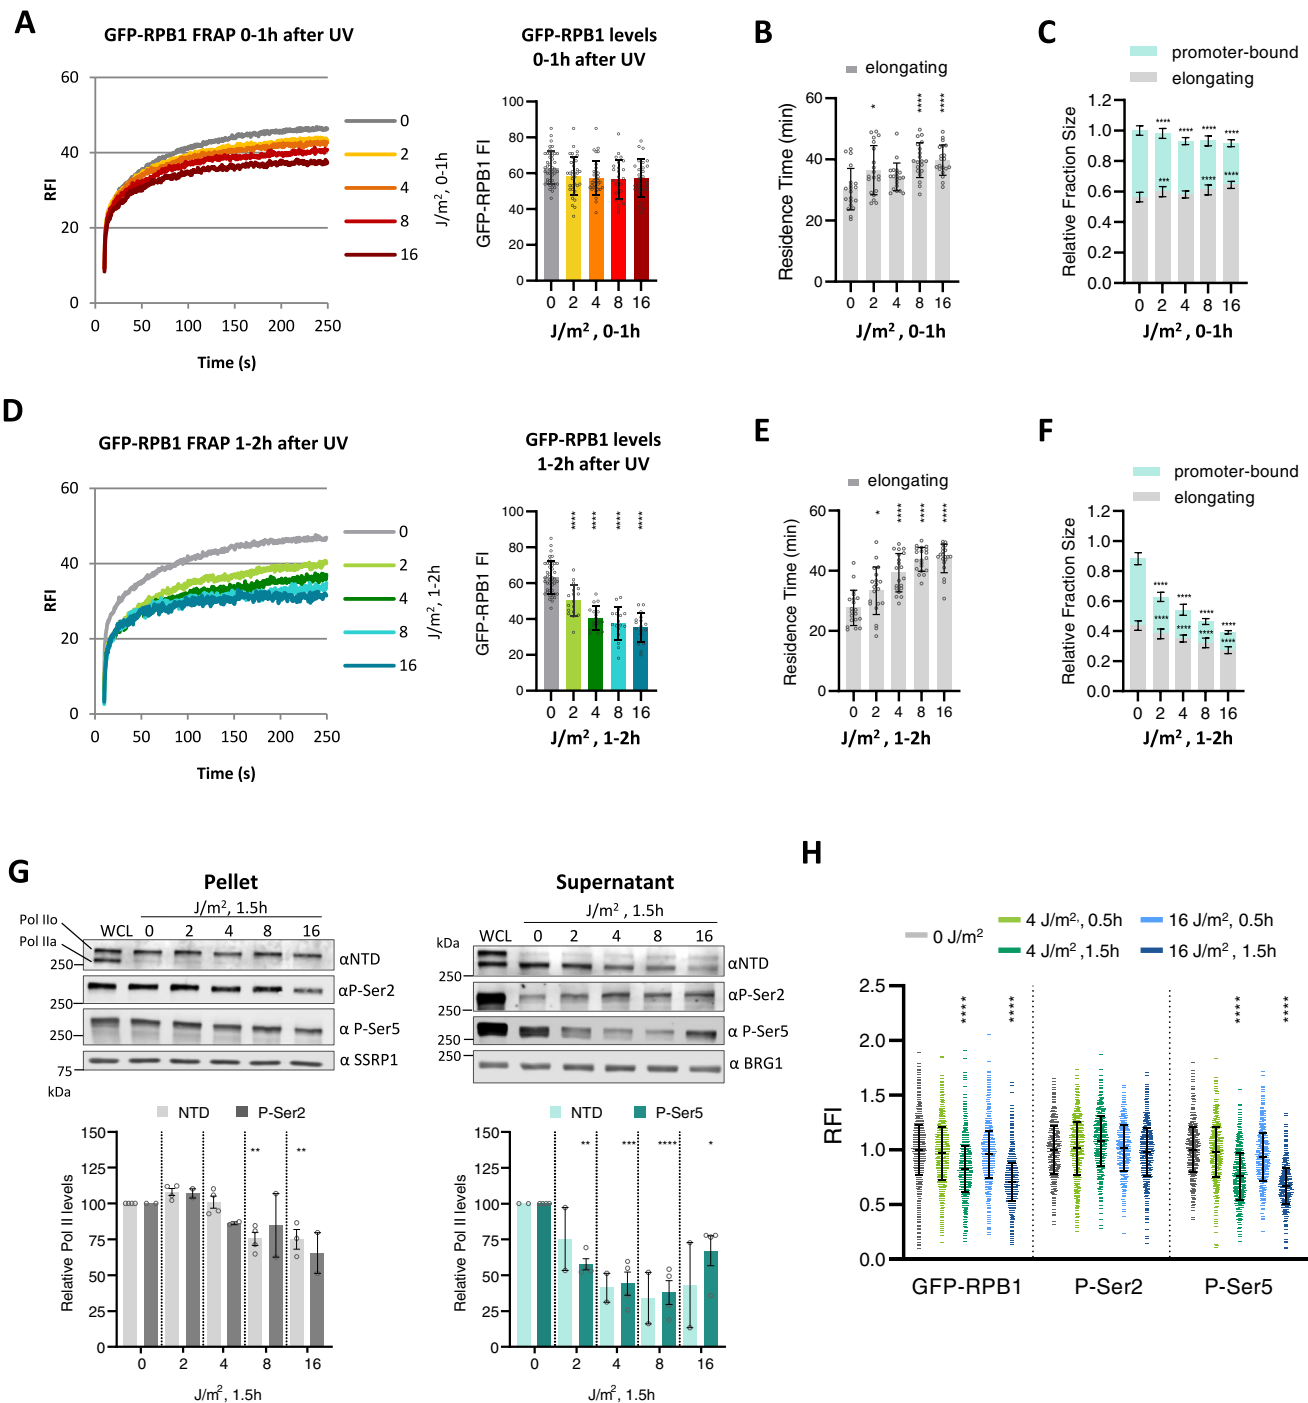 A
GFP-RPB1 FRAP 0-1h after UV
60
40
20
0
RFI
0
50
100
150
200
250
Time (s)
0
2
4
8
16
J/m², 0-1h
GFP-RPB1 levels
0-1h after UV
100
80
60
40
20
0
GFP-RPB1 FI
0
2
4
8
16
J/m², 0-1h
B
elongating
60
40
20
0
Residence Time (min)
*
****
****
0
2
4
8
16
J/m², 0-1h
C
promoter-bound
elongating
1.2
1.0
0.8
0.6
0.4
0.2
0.0
Relative Fraction Size
****
****
****
****
***
****
****
0
2
4
8
16
J/m², 0-1h
D
GFP-RPB1 FRAP 1-2h after UV
60
40
20
0
RFI
0
50
100
150
200
250
Time (s)
0
2
4
8
16
J/m², 1-2h
GFP-RPB1 levels
1-2h after UV
100
80
60
40
20
0
GFP-RPB1 FI
****
****
****
****
0
2
4
8
16
J/m², 1-2h
E
elongating
60
40
20
0
Residence Time (min)
*
****
****
****
0
2
4
8
16
J/m², 1-2h
F
promoter-bound
elongating
1.2
1.0
0.8
0.6
0.4
0.2
0.0
Relative Fraction Size
****
****
****
****
****
****
****
****
0
2
4
8
16
J/m², 1-2h
G
Pellet
J/m², 1.5h
Pol IIo
Pol IIa
WCL
0
2
4
8
16
250
αNTD
250
αP-Ser2
250
α P-Ser5
75
α SSRP1
kDa
Supernatant
J/m² , 1.5h
kDa
WCL
0
2
4
8
16
250
αNTD
250
αP-Ser2
250
α P-Ser5
250
α BRG1
NTD
P-Ser2
150
125
100
75
50
25
0
Relative Pol II levels
**
**
0
2
4
8
16
J/m², 1.5h
NTD
P-Ser5
150
125
100
75
50
25
0
Relative Pol II levels
**
***
****
*
0
2
4
8
16
J/m², 1.5h
H
0 J/m²
4 J/m², 0.5h
4 J/m² ,1.5h
16 J/m², 0.5h
16 J/m² , 1.5h
2.5
2.0
1.5
1.0
0.5
0.0
RFI
****
****
****
****
GFP-RPB1
P-Ser2
P-Ser5